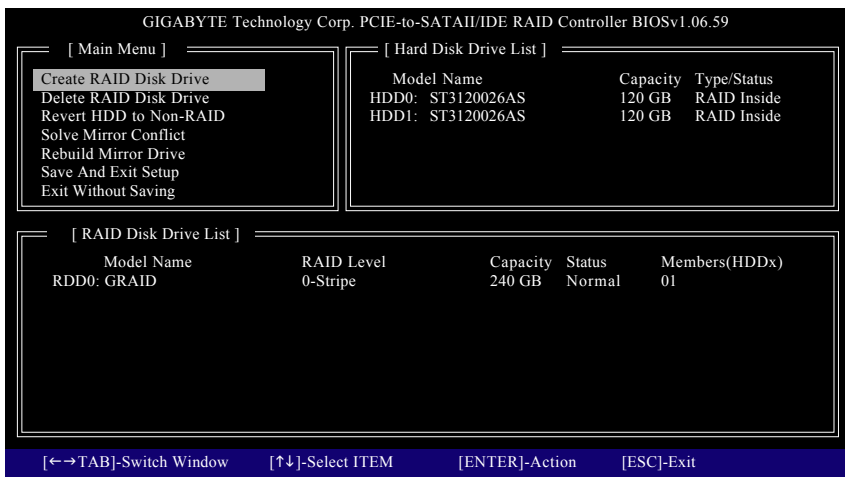 GIGABYTE Technology Corp. PCIE-to-SATAII/IDE RAID Controller BIOSv1.06.59
[ Main Menu ]
Create RAID Disk Drive
Delete RAID Disk Drive
Revert HDD to Non-RAID
Solve Mirror Conflict
Rebuild Mirror Drive
Save And Exit Setup
Exit Without Saving
[ Hard Disk Drive List ]
Model Name Capacity Type/Status
HDD0: ST3120026AS 120 GB RAID Inside
HDD1: ST3120026AS 120 GB RAID Inside
[ RAID Disk Drive List ]
Model Name RAID Level Capacity Status Members(HDDx)
RDD0: GRAID 0-Stripe 240 GB Normal 01
[←→TAB]-Switch Window [↑↓]-Select ITEM [ENTER]-Action [ESC]-Exit